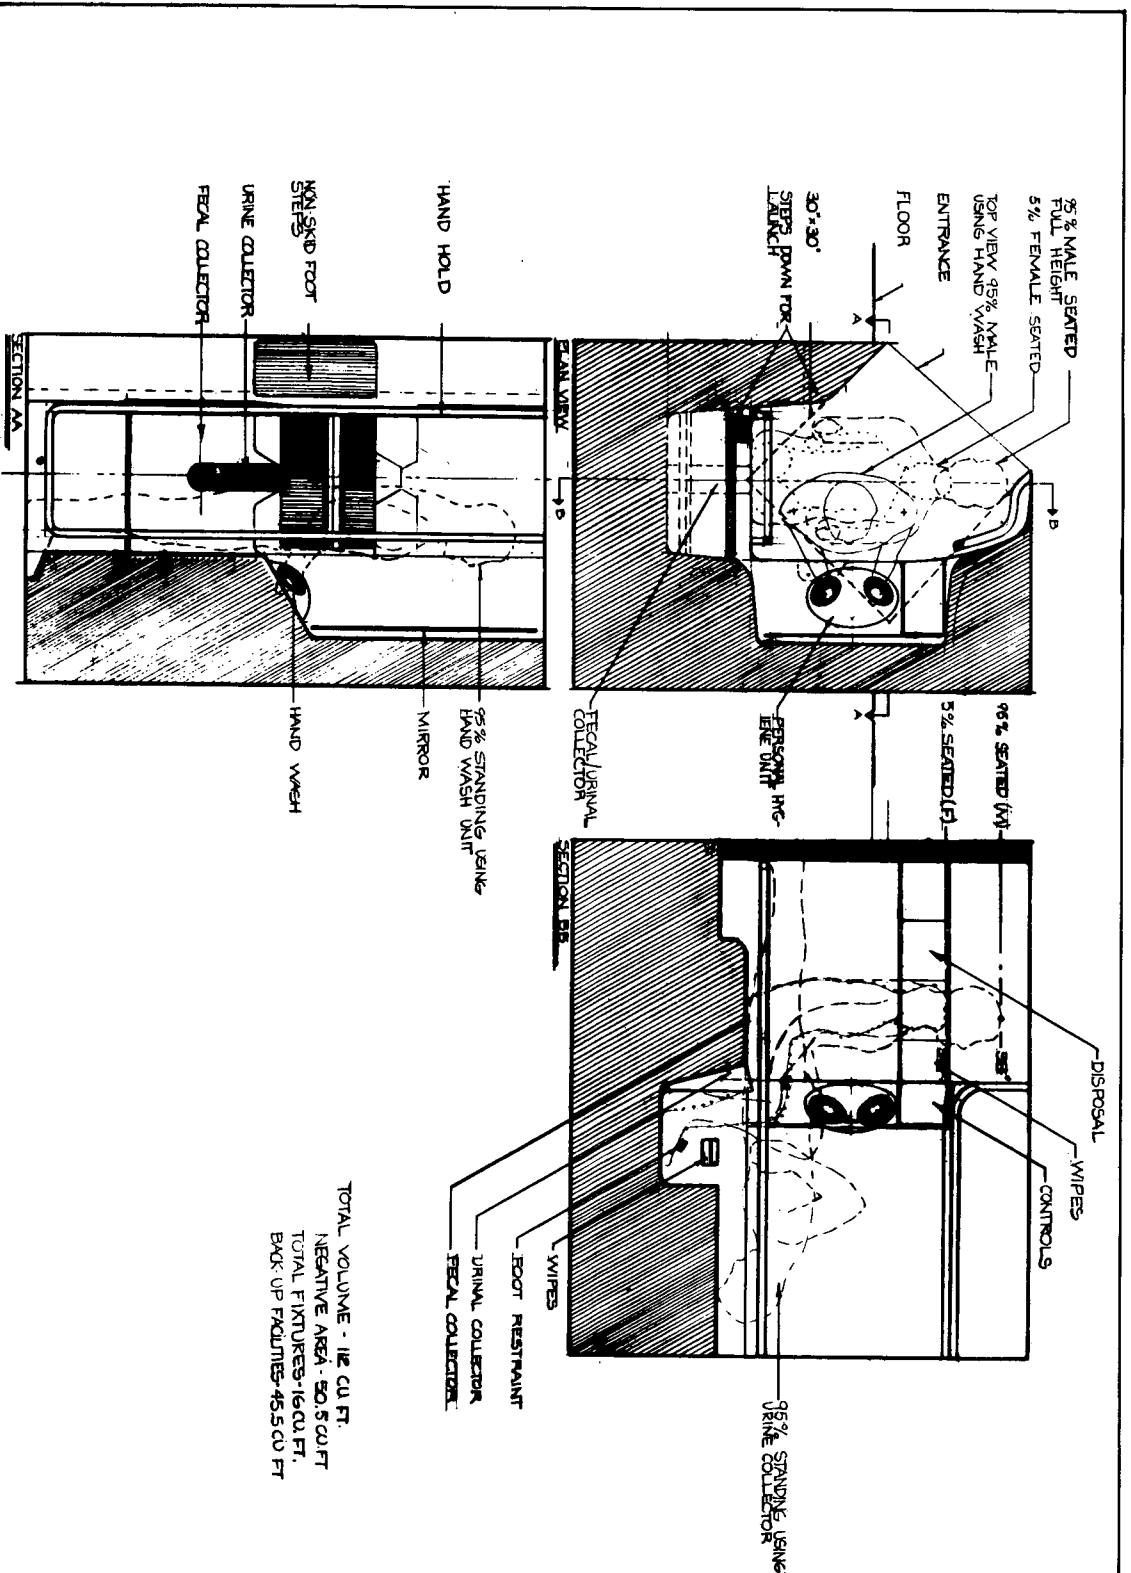 95% MALE SEATED
FULL HEIGHT
5% FEMALE SEATED
TOP VIEW 95% MALE
USING HAND WASH
ENTRANCE
FLOOR
30"x30"
STEPS DOWN FOR
LAUNCH
A
B
A
B
PLAN VIEW
FECAL/URINAL
COLLECTOR
PERSONAL HYG-
IENE UNIT
5% SEATED (F)
95% SEATED (M)
HAND HOLD
NON-SKID FOOT
STEPS
URINE COLLECTOR
FECAL COLLECTOR
SECTION AA
95% STANDING USING
HAND WASH UNIT
MIRROR
HAND WASH
SECTION BB
DISPOSAL
WIPES
CONTROLS
95% STANDING USING
URINE COLLECTOR
WIPES
FOOT RESTRAINT
URINAL COLLECTOR
FECAL COLLECTOR
TOTAL VOLUME - 112 CU. FT.
NEGATIVE AREA - 50.5 CU. FT
TOTAL FIXTURES - 16 CU. FT.
BACK-UP FACILITIES - 45.5 CU FT